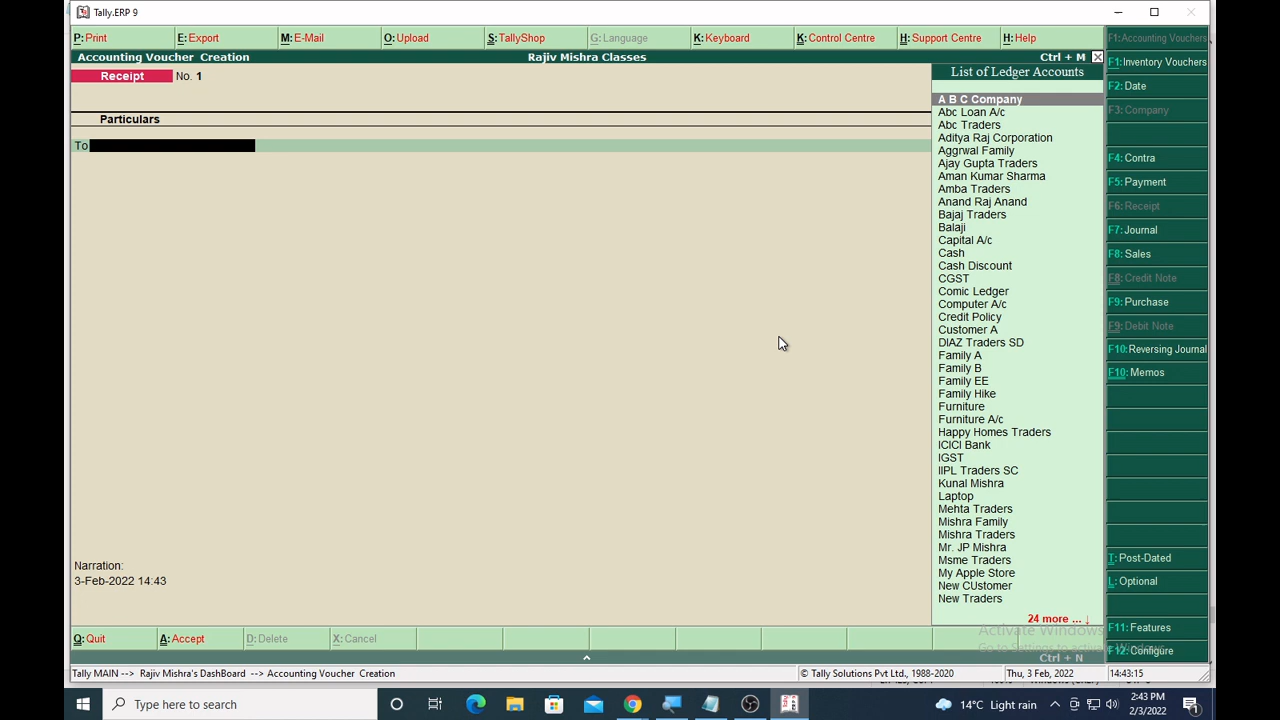 Tally.ERP 9
P: Print
E: Export
M: E-Mail
O: Upload
S: TallyShop
G: Language
K: Keyboard
K: Control Centre
H: Support Centre
H: Help
Accounting Voucher Creation
Rajiv Mishra Classes
Ctrl + M
Receipt No. 1
Particulars
To
List of Ledger Accounts
A B C Company
Abc Loan A/c
Abc Traders
Aditya Raj Corporation
Aggrwal Family
Ajay Gupta Traders
Aman Kumar Sharma
Amba Traders
Anand Raj Anand
Bajaj Traders
Balaji
Capital A/c
Cash
Cash Discount
CGST
Comic Ledger
Computer A/c
Credit Policy
Customer A
DIAZ Traders SD
Family A
Family B
Family EE
Family Hike
Furniture
Furniture A/c
Happy Homes Traders
ICICI Bank
IGST
IIPL Traders SC
Kunal Mishra
Laptop
Mehta Traders
Mishra Family
Mishra Traders
Mr. JP Mishra
Msme Traders
My Apple Store
New CUstomer
New Traders
24 more ... ↓
F1: Accounting Vouchers
F1: Inventory Vouchers
F2: Date
F3: Company
F4: Contra
F5: Payment
F6: Receipt
F7: Journal
F8: Sales
F8: Credit Note
F9: Purchase
F9: Debit Note
F10: Reversing Journal
F10: Memos
T: Post-Dated
L: Optional
F11: Features
F12: Configure
Narration:
3-Feb-2022 14:43
Activate Windows
Go to Settings to activate Windows.
Q: Quit
A: Accept
D: Delete
X: Cancel
Ctrl + N
Tally MAIN --> Rajiv Mishra's DashBoard --> Accounting Voucher Creation
© Tally Solutions Pvt Ltd., 1988-2020
Thu, 3 Feb, 2022
14:43:15
Type here to search
14°C Light rain
2:43 PM
2/3/2022